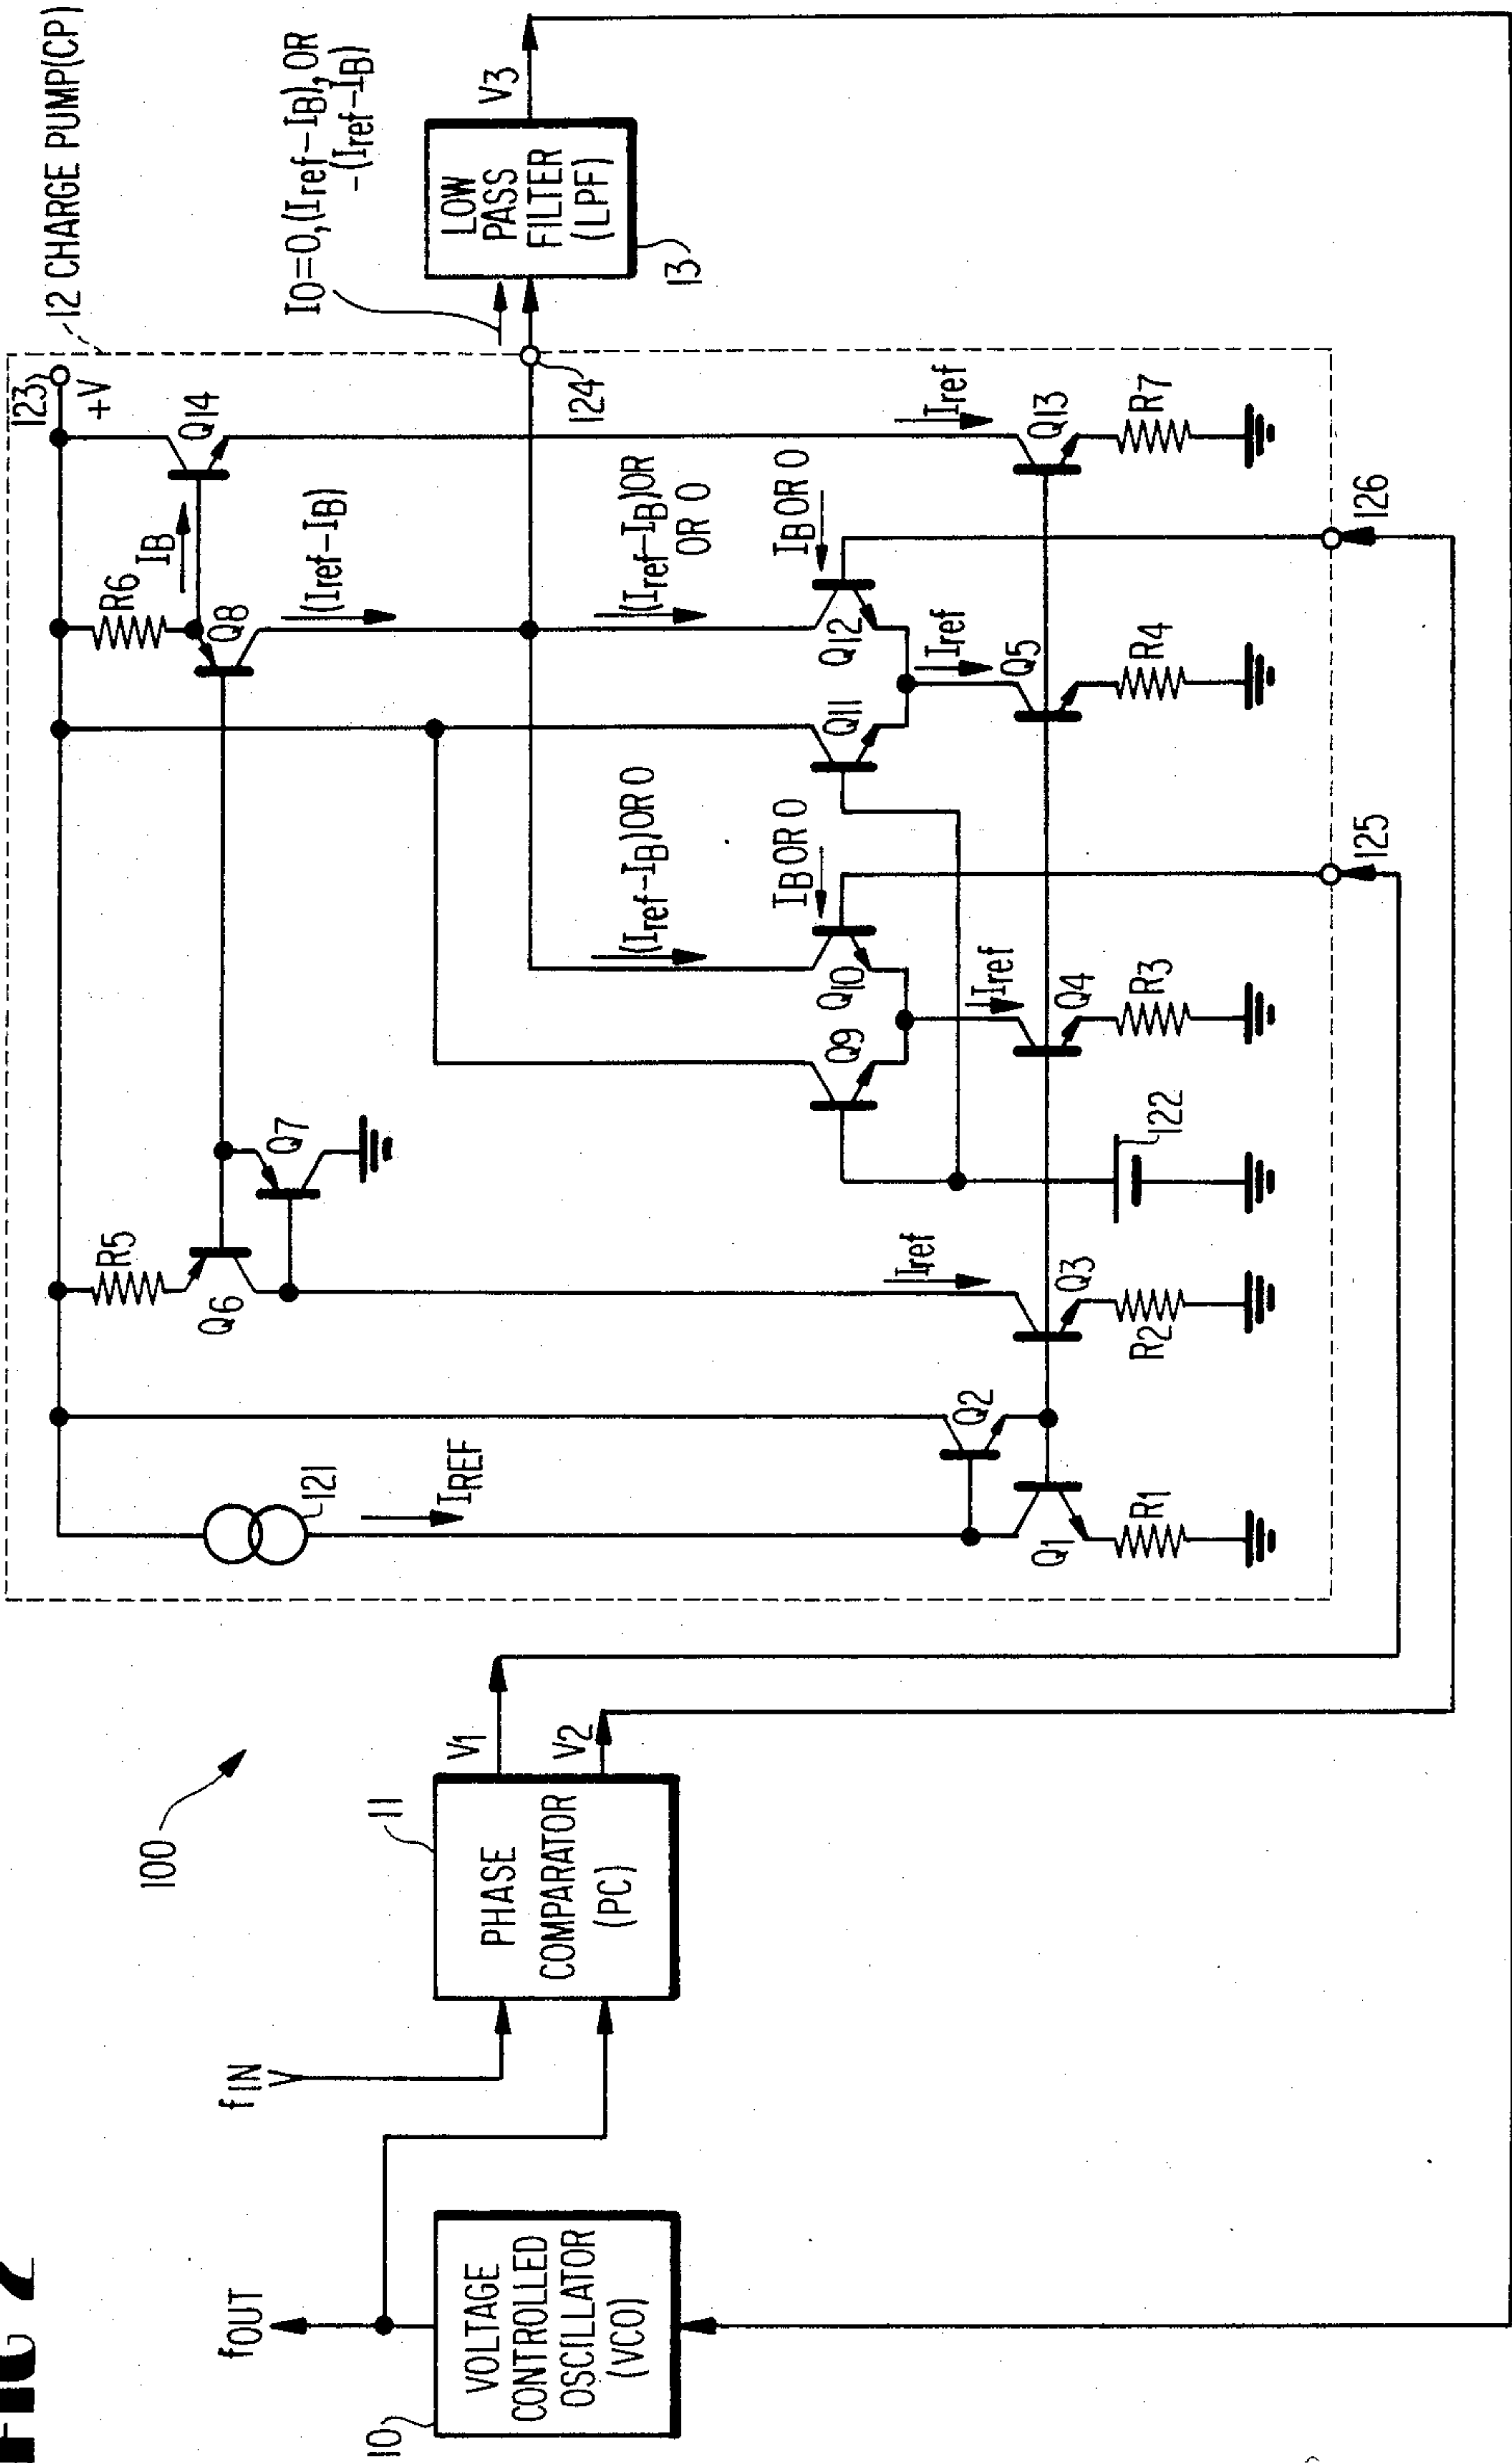 FIG 2
100
10
VOLTAGE
CONTROLLED
OSCILLATOR
(VCO)
fOUT
fIN
11
PHASE
COMPARATOR
(PC)
V1
V2
12 CHARGE PUMP(CP)
123
+V
121
IREF
R5
Q6
Q7
Q8
R6
IB
Q14
(Iref-IB)
Iref
Q2
Q1
R1
Q3
R2
122
(Iref-IB)OR 0
IB OR 0
Q9
Q10
Iref
Q4
R3
(Iref-IB)OR
OR 0
IB OR 0
Q11
Q12
Iref
Q5
R4
Iref
Q13
R7
124
125
126
I0=0,(Iref-IB),OR
-(Iref-IB)
LOW
PASS
FILTER
(LPF)
13
V3